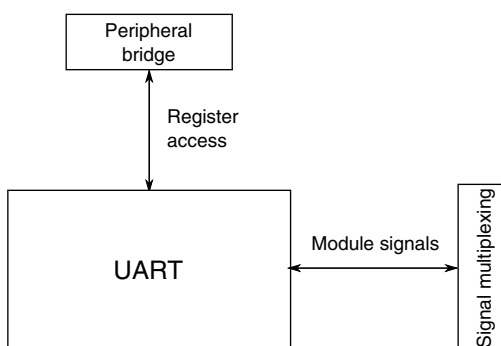 Peripheral
bridge
Register
access
UART
Module signals
Signal multiplexing